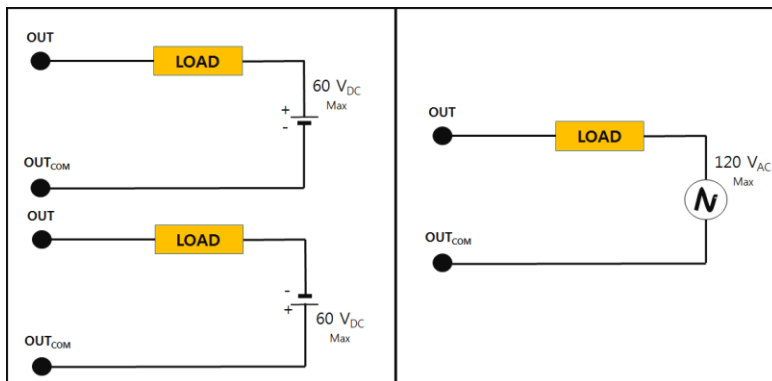 OUT
LOAD
60 VDC
Max
+
-
OUTCOM
OUT
LOAD
-
+
60 VDC
Max
OUTCOM
OUT
LOAD
120 VAC
Max
OUTCOM